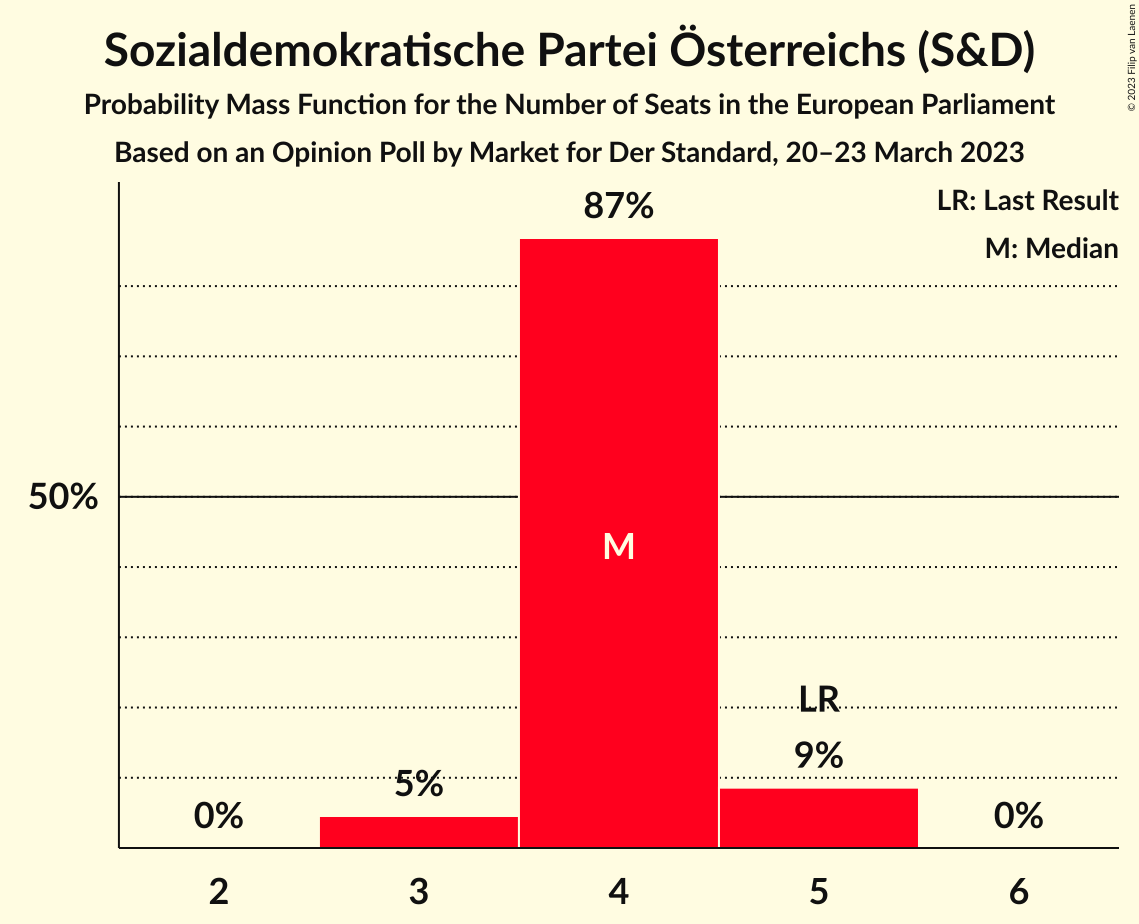 Sozialdemokratische Partei Österreichs (S&D)
Probability Mass Function for the Number of Seats in the European Parliament
Based on an Opinion Poll by Market for Der Standard, 20–23 March 2023
© 2023 Filip van Laenen
LR: Last Result
M: Median
87%
50%
M
LR
9%
5%
0%
0%
2 3 4 5 6